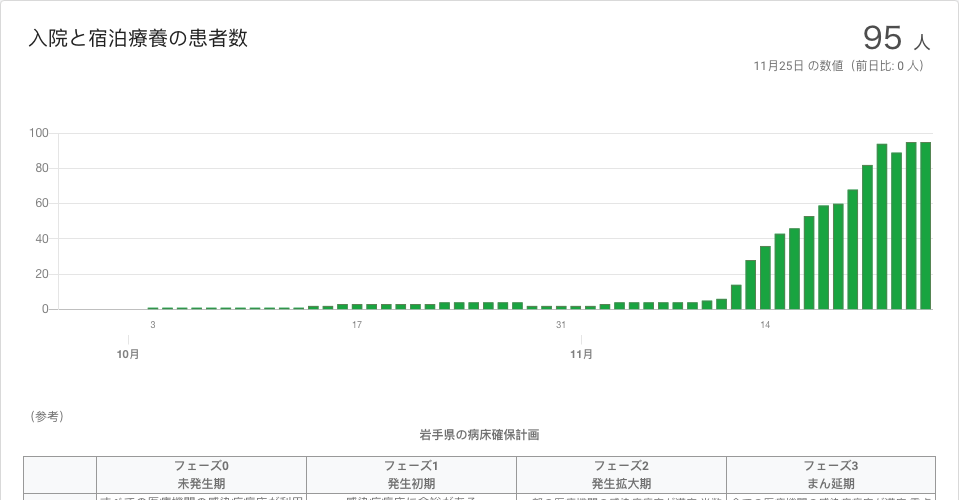 入院と宿泊療養の患者数
95 人
11月25日 の数値（前日比: 0 人）
100
80
60
40
20
0
3 17 31 14
10月 11月
(参考)
岩手県の病床確保計画
フェーズ0 フェーズ1 フェーズ2 フェーズ3
未発生期 発生初期 発生拡大期 まん延期